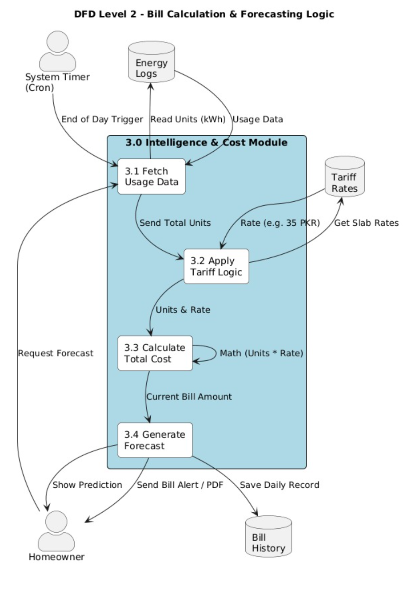 DFD Level 2 - Bill Calculation & Forecasting Logic
System Timer
(Cron)
Energy
Logs
End of Day Trigger
Read Units (kWh)
Usage Data
3.0 Intelligence & Cost Module
3.1 Fetch
Usage Data
Tariff
Rates
Send Total Units
Rate (e.g. 35 PKR)
Get Slab Rates
3.2 Apply
Tariff Logic
Units & Rate
Request Forecast
3.3 Calculate
Total Cost
Math (Units * Rate)
Current Bill Amount
3.4 Generate
Forecast
Show Prediction
Send Bill Alert / PDF
Save Daily Record
Homeowner
Bill
History